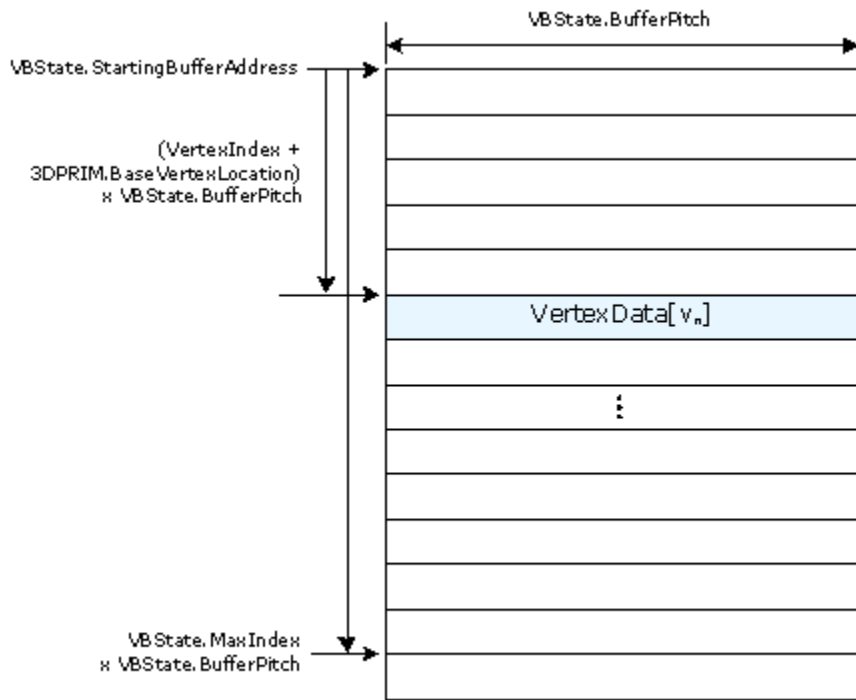 VBState.BufferPitch
VBState.StartingBufferAddress
(VertexIndex +
3DPRIM.BaseVertexLocation)
x VBState.BufferPitch
VertexData[vₙ]
⋮
VBState.MaxIndex
x VBState.BufferPitch